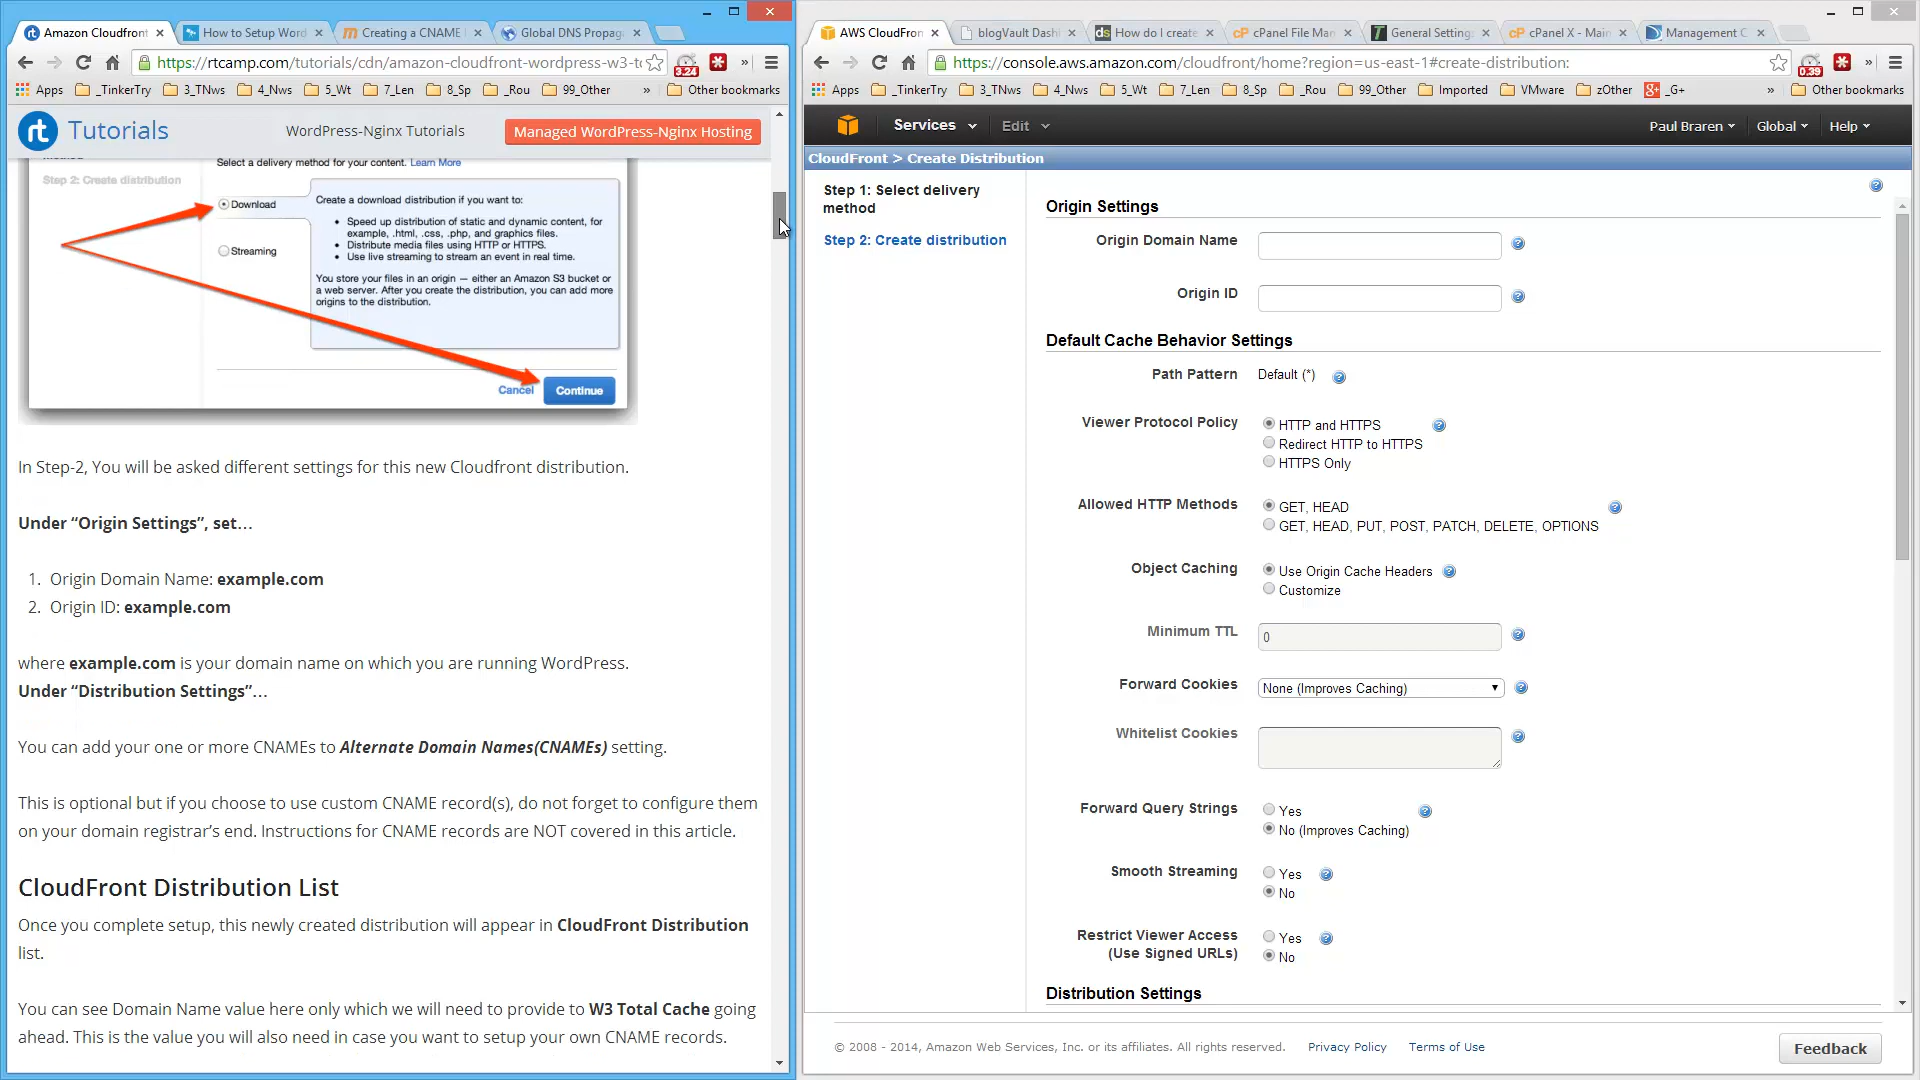 Amazon Cloudfront
How to Setup Word
Creating a CNAME
Global DNS Propag
https://rtcamp.com/tutorials/cdn/amazon-cloudfront-wordpress-w3-to
3.24
Apps
_TinkerTry
3_TNws
4_Nws
5_Wt
7_Len
8_Sp
_Rou
99_Other
»
Other bookmarks
rt Tutorials
WordPress-Nginx Tutorials
Managed WordPress-Nginx Hosting
Step 2: Create distribution
Select a delivery method for your content. Learn More
Download
Streaming
Create a download distribution if you want to:
• Speed up distribution of static and dynamic content, for
example, .html, .css, .php, and graphics files.
• Distribute media files using HTTP or HTTPS.
• Use live streaming to stream an event in real time.
You store your files in an origin — either an Amazon S3 bucket or
a web server. After you create the distribution, you can add more
origins to the distribution.
Cancel
Continue
In Step-2, You will be asked different settings for this new Cloudfront distribution.
Under “Origin Settings”, set…
1. Origin Domain Name: example.com
2. Origin ID: example.com
where example.com is your domain name on which you are running WordPress.
Under “Distribution Settings”…
You can add your one or more CNAMEs to Alternate Domain Names(CNAMEs) setting.
This is optional but if you choose to use custom CNAME record(s), do not forget to configure them
on your domain registrar’s end. Instructions for CNAME records are NOT covered in this article.
CloudFront Distribution List
Once you complete setup, this newly created distribution will appear in CloudFront Distribution
list.
You can see Domain Name value here only which we will need to provide to W3 Total Cache going
ahead. This is the value you will also need in case you want to setup your own CNAME records.
AWS CloudFron
blogVault Dash
ds How do I create
cP cPanel File Man
T General Setting
cP cPanel X - Main
Management C
https://console.aws.amazon.com/cloudfront/home?region=us-east-1#create-distribution:
0.39
Apps
_TinkerTry
3_TNws
4_Nws
5_Wt
7_Len
8_Sp
_Rou
99_Other
Imported
VMware
zOther
_G+
»
Other bookmarks
Services
Edit
Paul Braren
Global
Help
CloudFront > Create Distribution
Step 1: Select delivery
method
Step 2: Create distribution
Origin Settings
Origin Domain Name
Origin ID
Default Cache Behavior Settings
Path Pattern
Default (*)
Viewer Protocol Policy
HTTP and HTTPS
Redirect HTTP to HTTPS
HTTPS Only
Allowed HTTP Methods
GET, HEAD
GET, HEAD, PUT, POST, PATCH, DELETE, OPTIONS
Object Caching
Use Origin Cache Headers
Customize
Minimum TTL
0
Forward Cookies
None (Improves Caching)
Whitelist Cookies
Forward Query Strings
Yes
No (Improves Caching)
Smooth Streaming
Yes
No
Restrict Viewer Access
(Use Signed URLs)
Yes
No
Distribution Settings
© 2008 - 2014, Amazon Web Services, Inc. or its affiliates. All rights reserved.
Privacy Policy
Terms of Use
Feedback